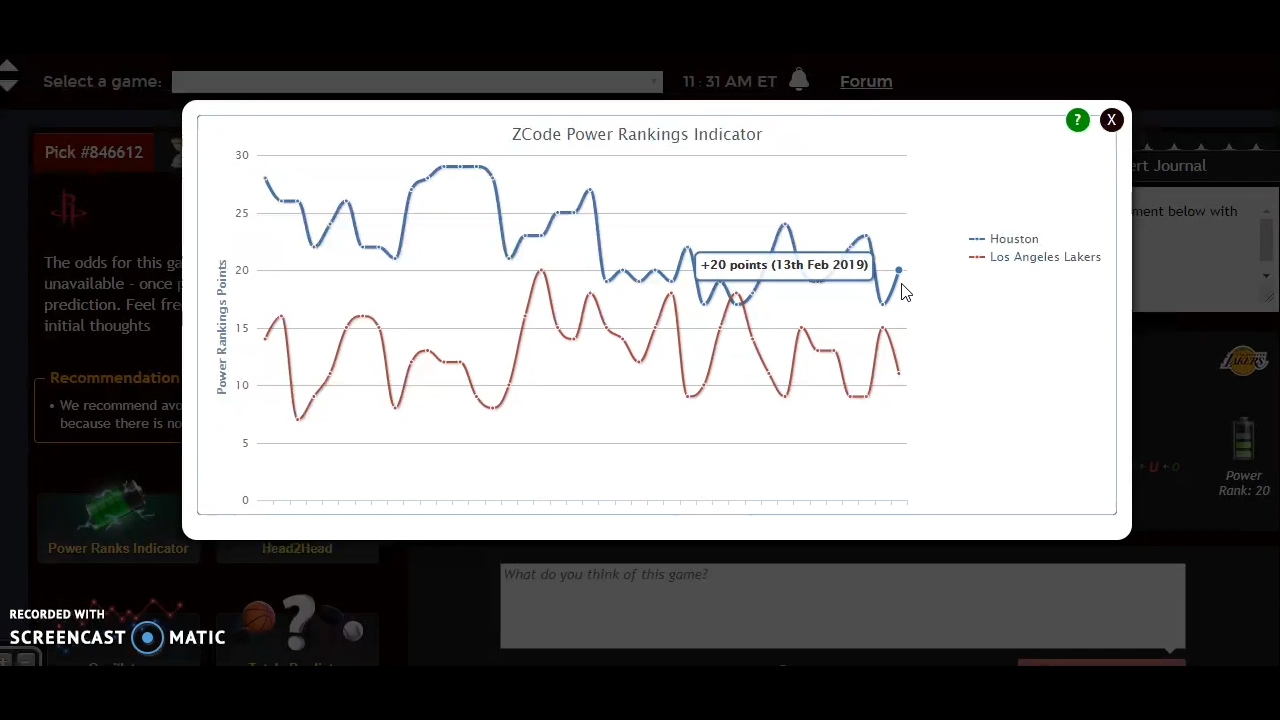 Select a game:
11:31 AM ET
Forum
Pick #846612
ZCode Power Rankings Indicator
?
X
ert Journal
ment below with
The odds for this ga
unavailable - once p
prediction. Feel fre
initial thoughts
Recommendation
• We recommend avo
because there is no
Power Rankings Points
30
25
20
15
10
5
0
+20 points (13th Feb 2019)
Houston
Los Angeles Lakers
LAKERS
Power
Rank: 20
Power Ranks Indicator
Head2Head
What do you think of this game?
RECORDED WITH
SCREENCAST MATIC